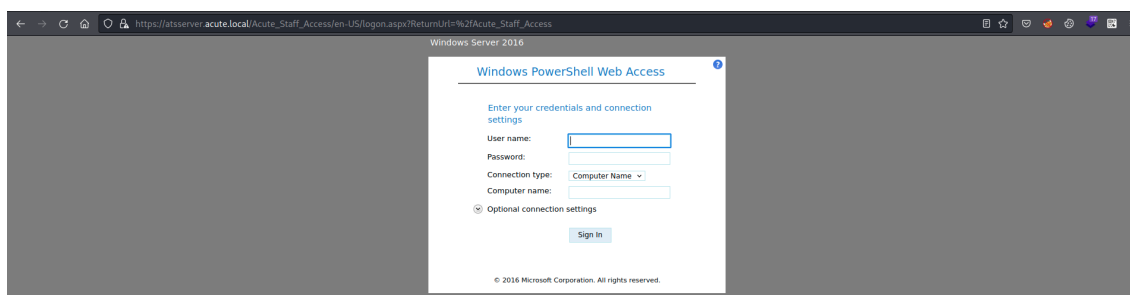 https://atsserver.acute.local/Acute_Staff_Access/en-US/logon.aspx?ReturnUrl=%2fAcute_Staff_Access
37
Windows Server 2016
Windows PowerShell Web Access
?
Enter your credentials and connection
settings
User name:
Password:
Connection type: Computer Name
Computer name:
Optional connection settings
Sign In
© 2016 Microsoft Corporation. All rights reserved.